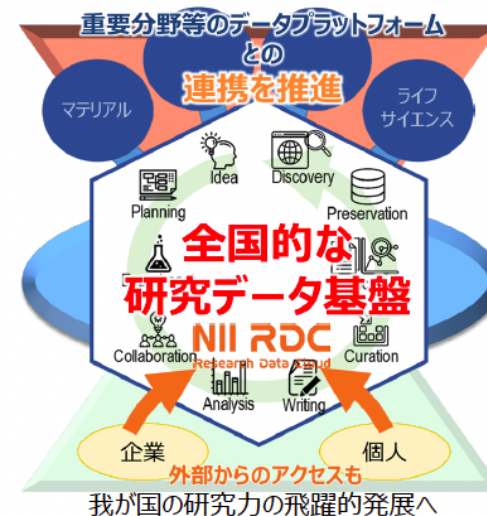 重要分野等のデータプラットフォーム
との
連携を推進
マテリアル
ライフ
サイエンス
Idea
Discovery
Planning
Preservation
全国的な
研究データ基盤
NII RDC
Research Data Cloud
Collaboration
Curation
Analysis
Writing
企業
個人
外部からのアクセスも
我が国の研究力の飛躍的発展へ